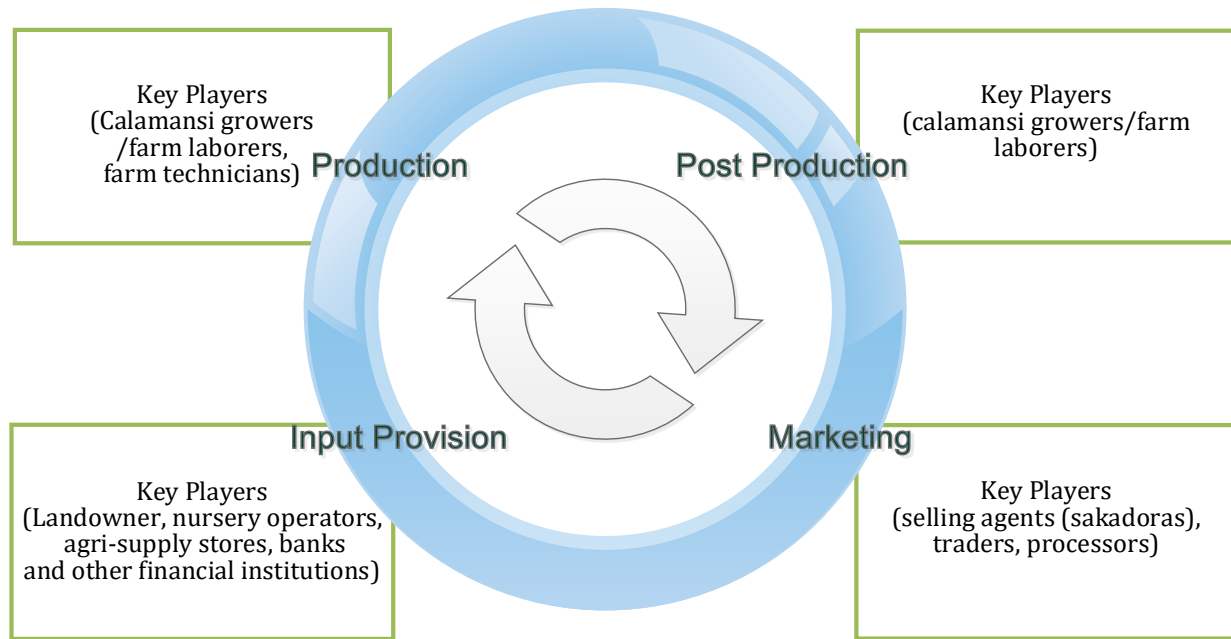 Key Players
(Calamansi growers
/farm laborers,
farm technicians)
Production
Key Players
(calamansi growers/farm
laborers)
Post Production
Key Players
(Landowner, nursery operators,
agri-supply stores, banks
and other financial institutions)
Input Provision
Key Players
(selling agents (sakadoras),
traders, processors)
Marketing